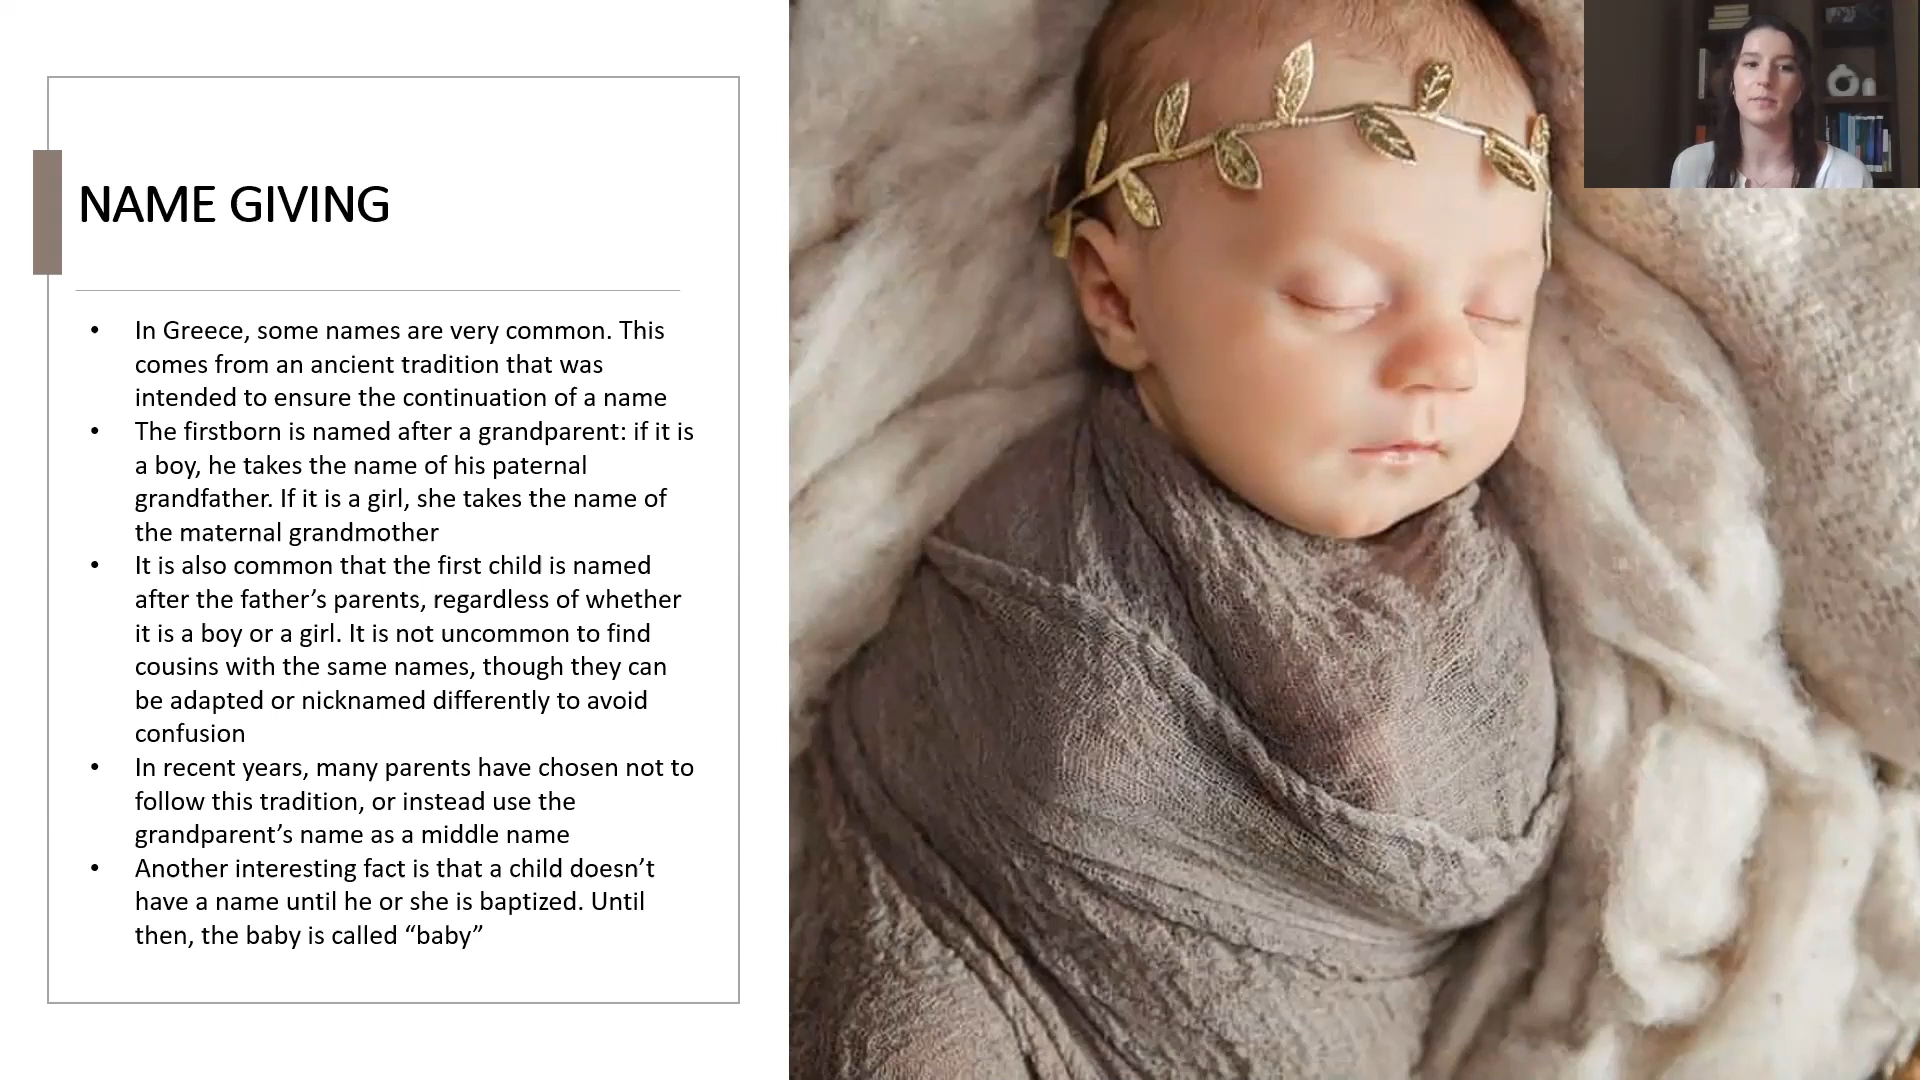 NAME GIVING
• In Greece, some names are very common. This
comes from an ancient tradition that was
intended to ensure the continuation of a name
• The firstborn is named after a grandparent: if it is
a boy, he takes the name of his paternal
grandfather. If it is a girl, she takes the name of
the maternal grandmother
• It is also common that the first child is named
after the father’s parents, regardless of whether
it is a boy or a girl. It is not uncommon to find
cousins with the same names, though they can
be adapted or nicknamed differently to avoid
confusion
• In recent years, many parents have chosen not to
follow this tradition, or instead use the
grandparent’s name as a middle name
• Another interesting fact is that a child doesn’t
have a name until he or she is baptized. Until
then, the baby is called “baby”